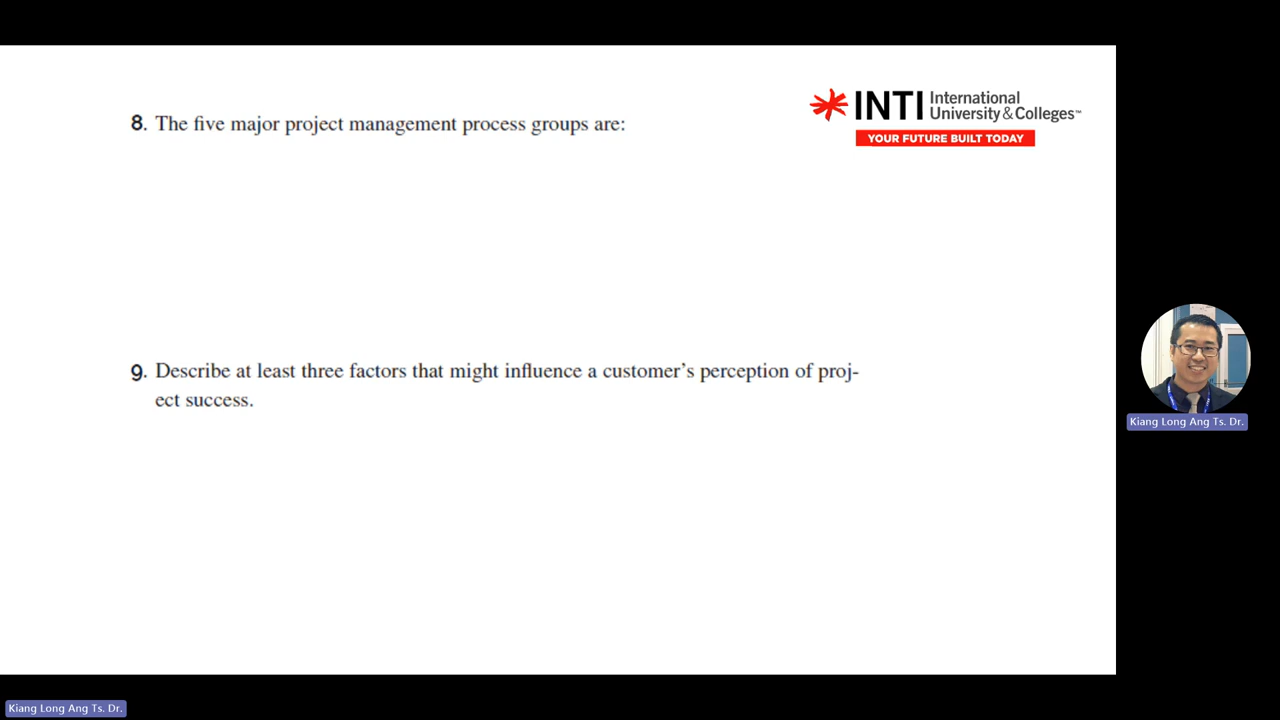 8. The five major project management process groups are:
INTI International
University & Colleges™
YOUR FUTURE BUILT TODAY
9. Describe at least three factors that might influence a customer's perception of proj-
ect success.
Kiang Long Ang Ts. Dr.
Kiang Long Ang Ts. Dr.